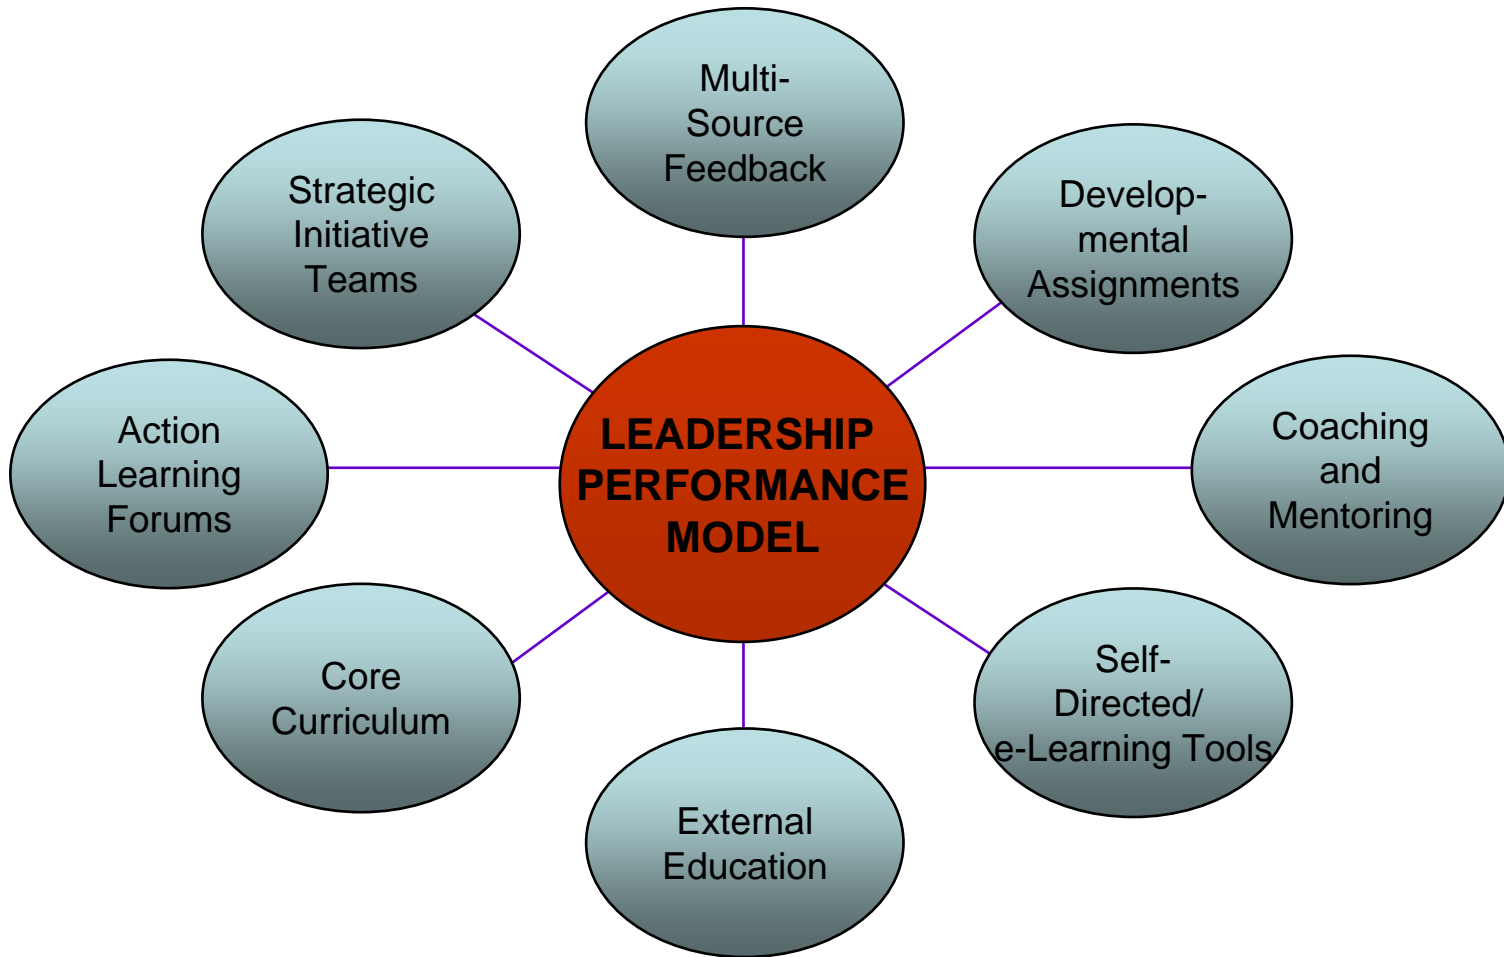 Multi-
Source
Feedback
Strategic
Initiative
Teams
Develop-
mental
Assignments
Action
Learning
Forums
LEADERSHIP
PERFORMANCE
MODEL
Coaching
and
Mentoring
Core
Curriculum
Self-
Directed/
e-Learning Tools
External
Education